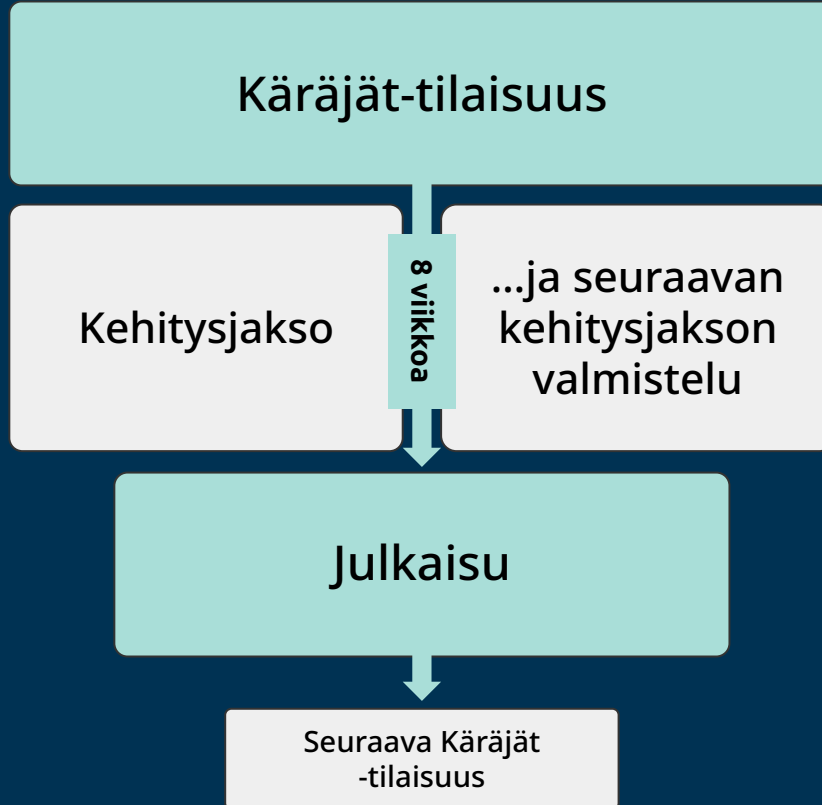 Käräjät-tilaisuus
Kehitysjakso
8 viikkoa
...ja seuraavan
kehitysjakson
valmistelu
Julkaisu
Seuraava Käräjät
-tilaisuus